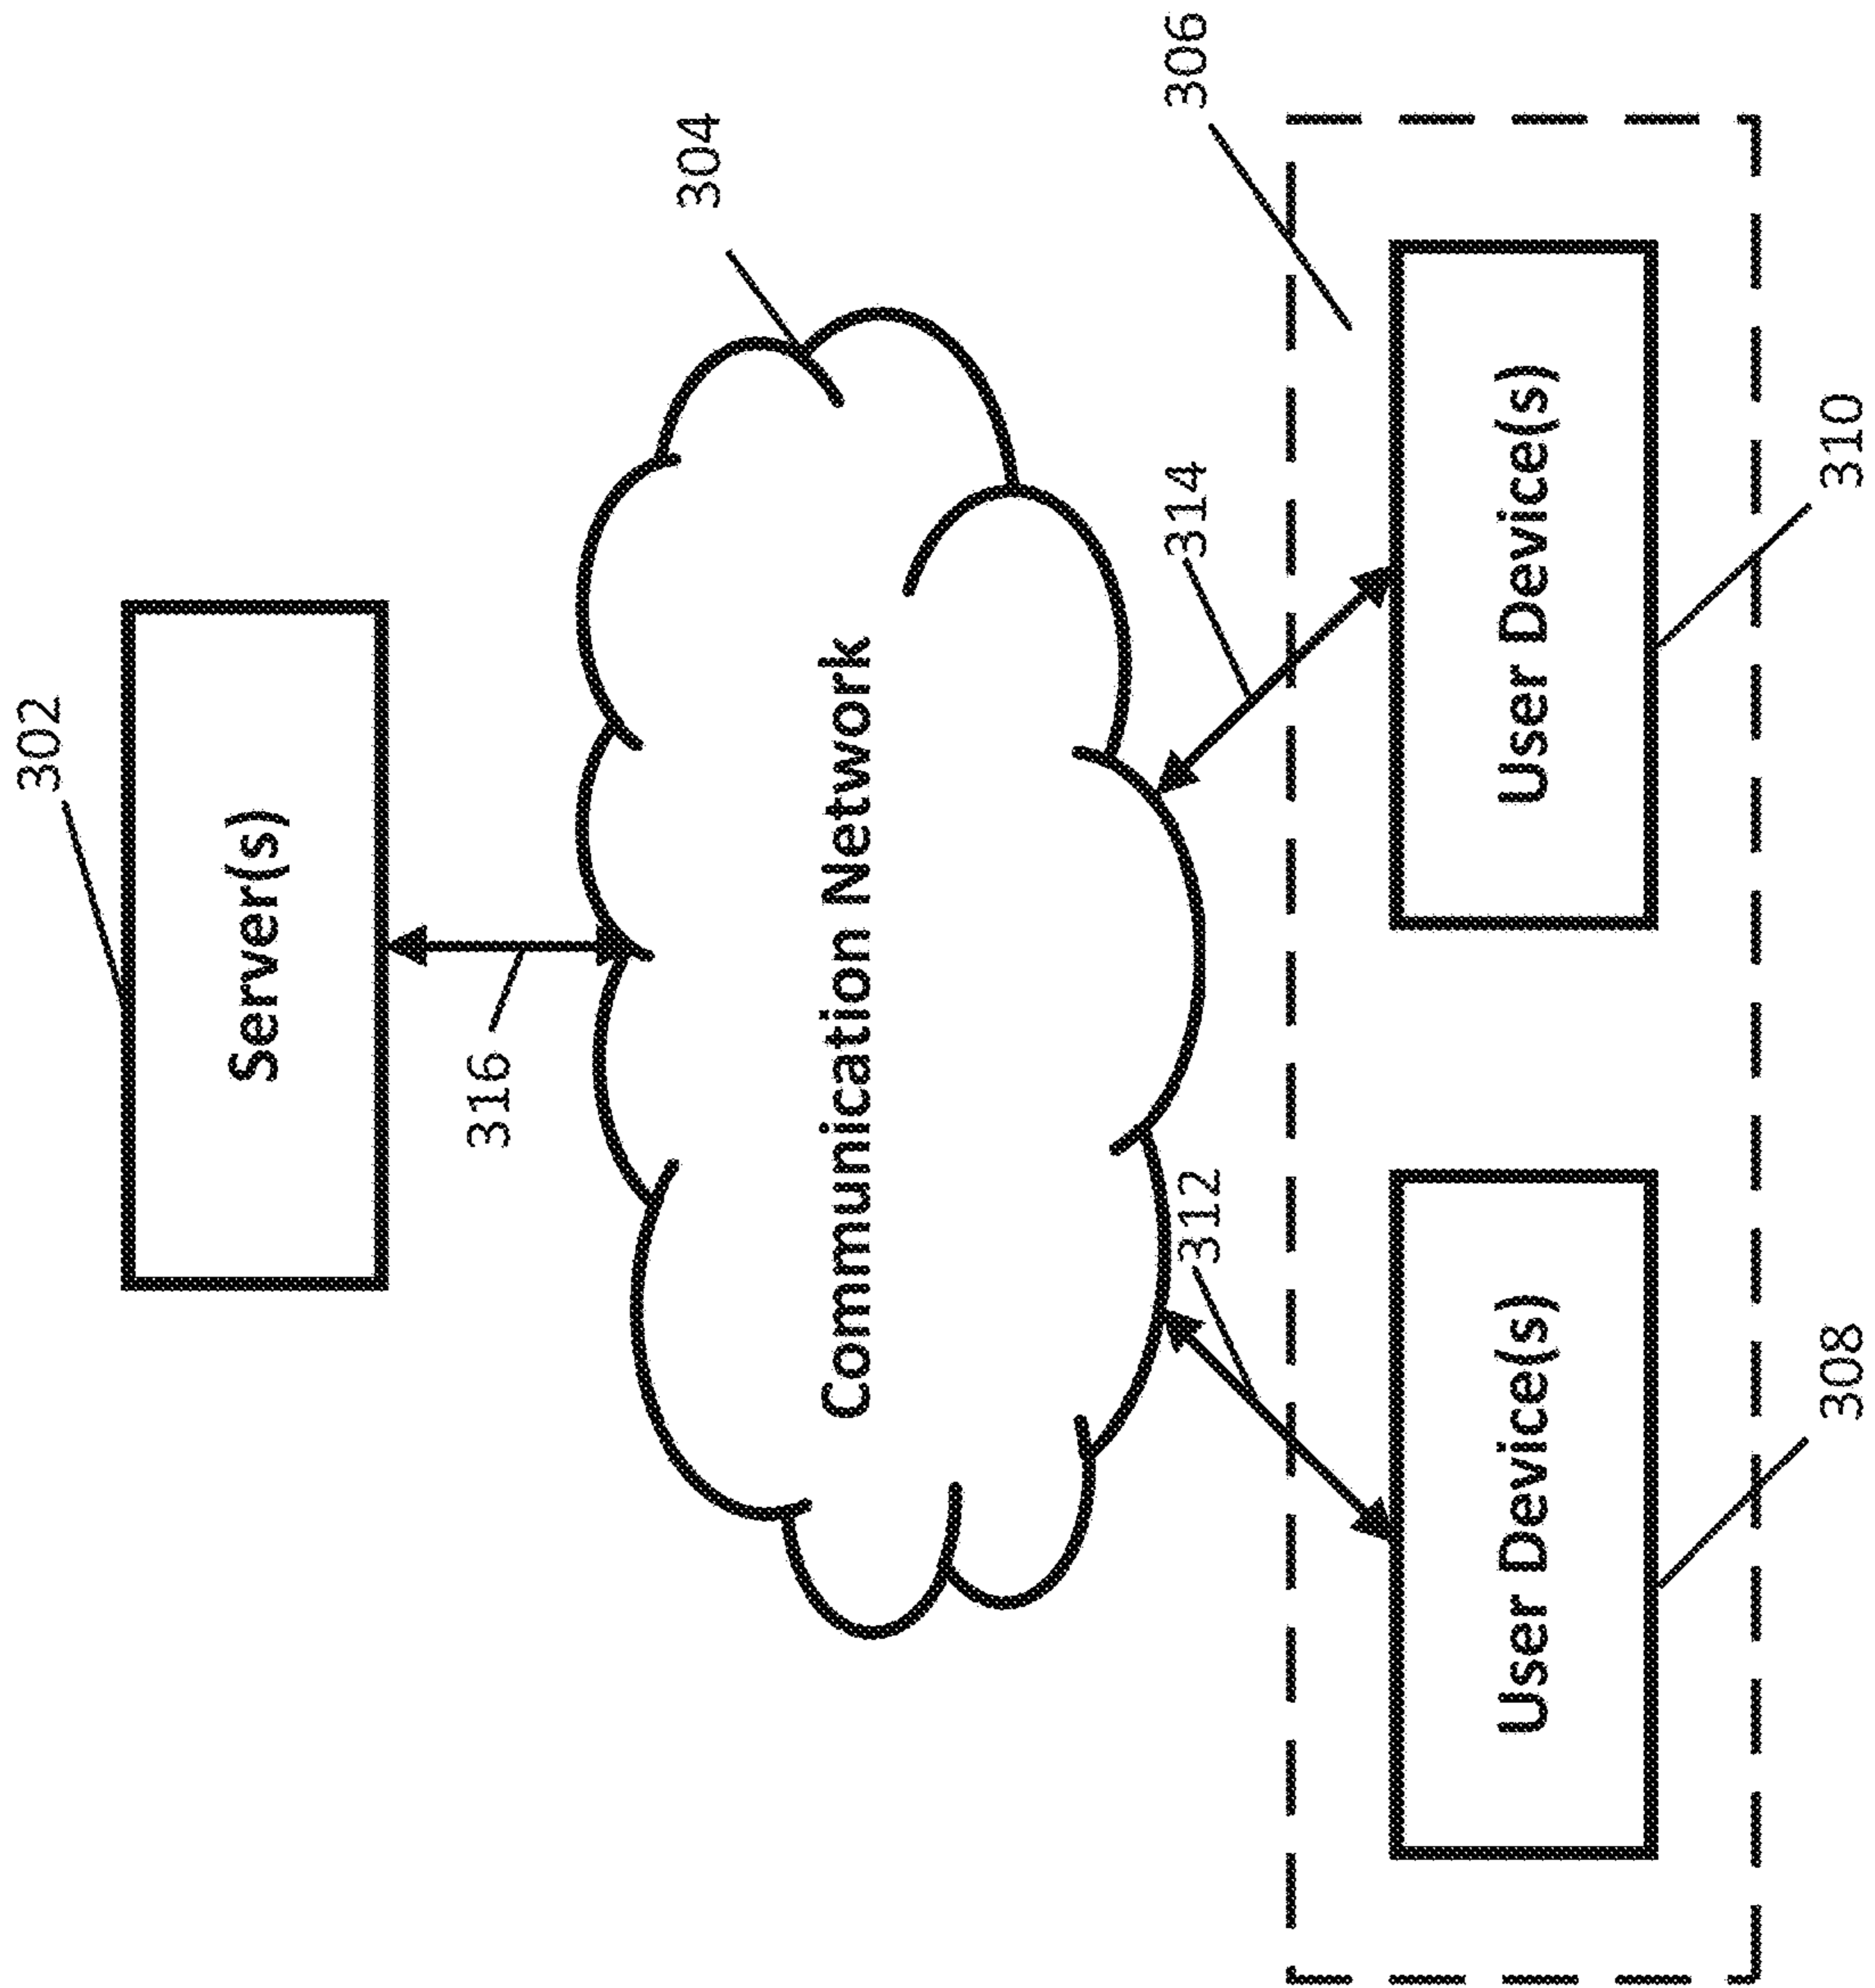 302
Server(s)
316
304
Communication Network
312
314
306
User Device(s)
User Device(s)
308
310